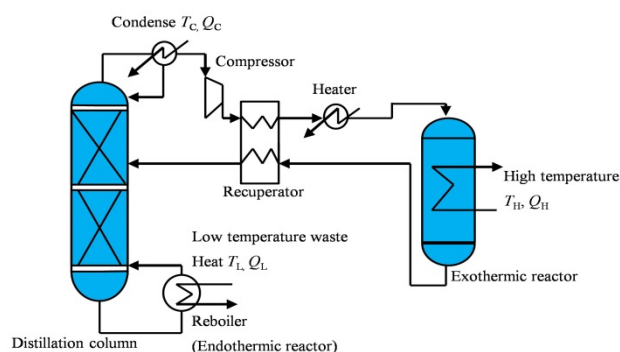 Condense T_C, Q_C
Compressor
Heater
Recuperator
High temperature
T_H, Q_H
Exothermic reactor
Low temperature waste
Heat T_L, Q_L
Reboiler
(Endothermic reactor)
Distillation column